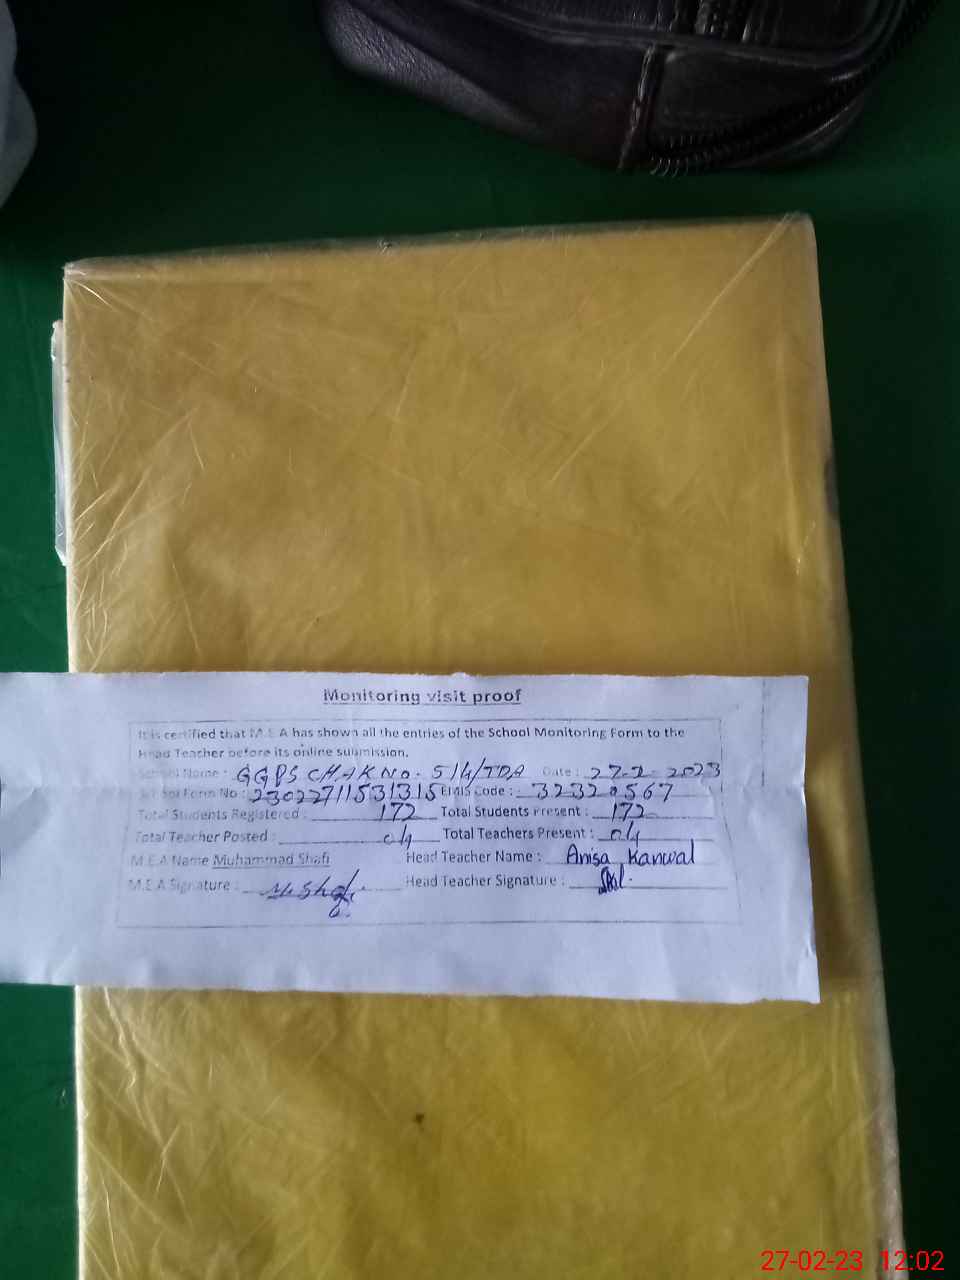 Monitoring visit proof
It is certified that M.E.A has shown all the entries of the School Monitoring Form to the
Head Teacher before its online submission.
School Name : GGPS CHAK No. 514/TDA Date : 27-2-2023
School Form No : 23022711531315 EMIS Code : 32320567
Total Students Registered : 172 Total Students Present : 172
Total Teacher Posted : 04 Total Teachers Present : 04
M.E.A Name Muhammad Shafi Head Teacher Name : Anisa Kanwal
M.E.A Signature : M. Shafi Head Teacher Signature :
27-02-23 12:02